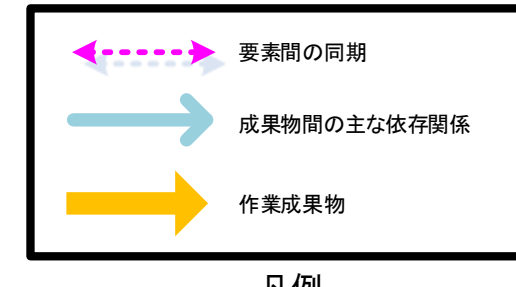 要素間の同期
成果物間の主な依存関係
作業成果物
凡例